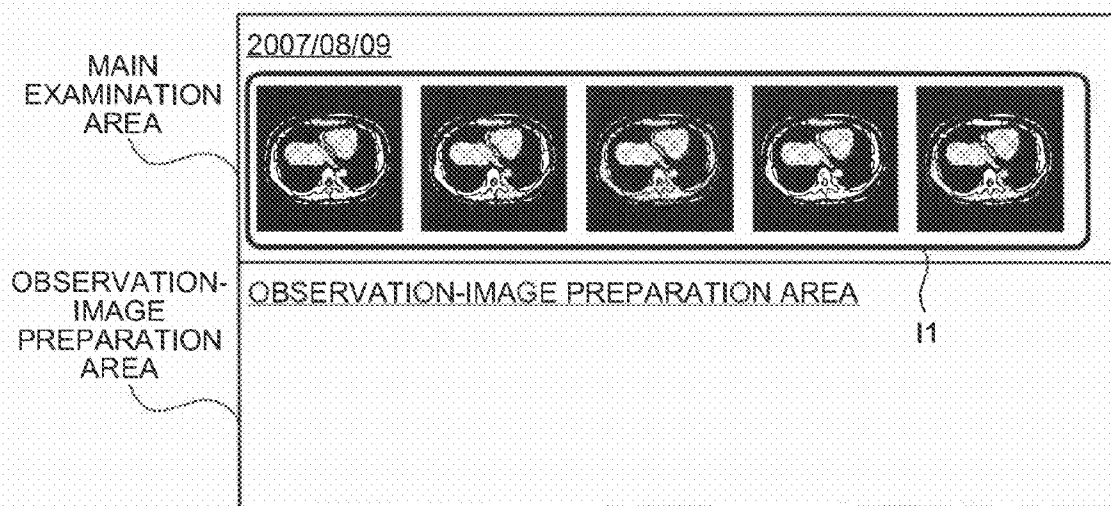 MAIN
EXAMINATION
AREA
2007/08/09
OBSERVATION-
IMAGE
PREPARATION
AREA
OBSERVATION-IMAGE PREPARATION AREA
I1